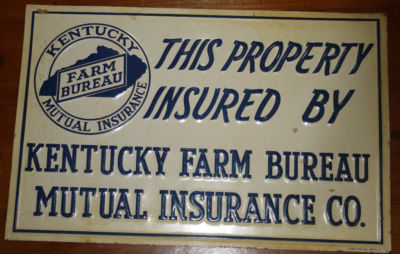 KENTUCKY
FARM
BUREAU
MUTUAL INSURANCE
THIS PROPERTY
INSURED BY
KENTUCKY FARM BUREAU
MUTUAL INSURANCE CO.